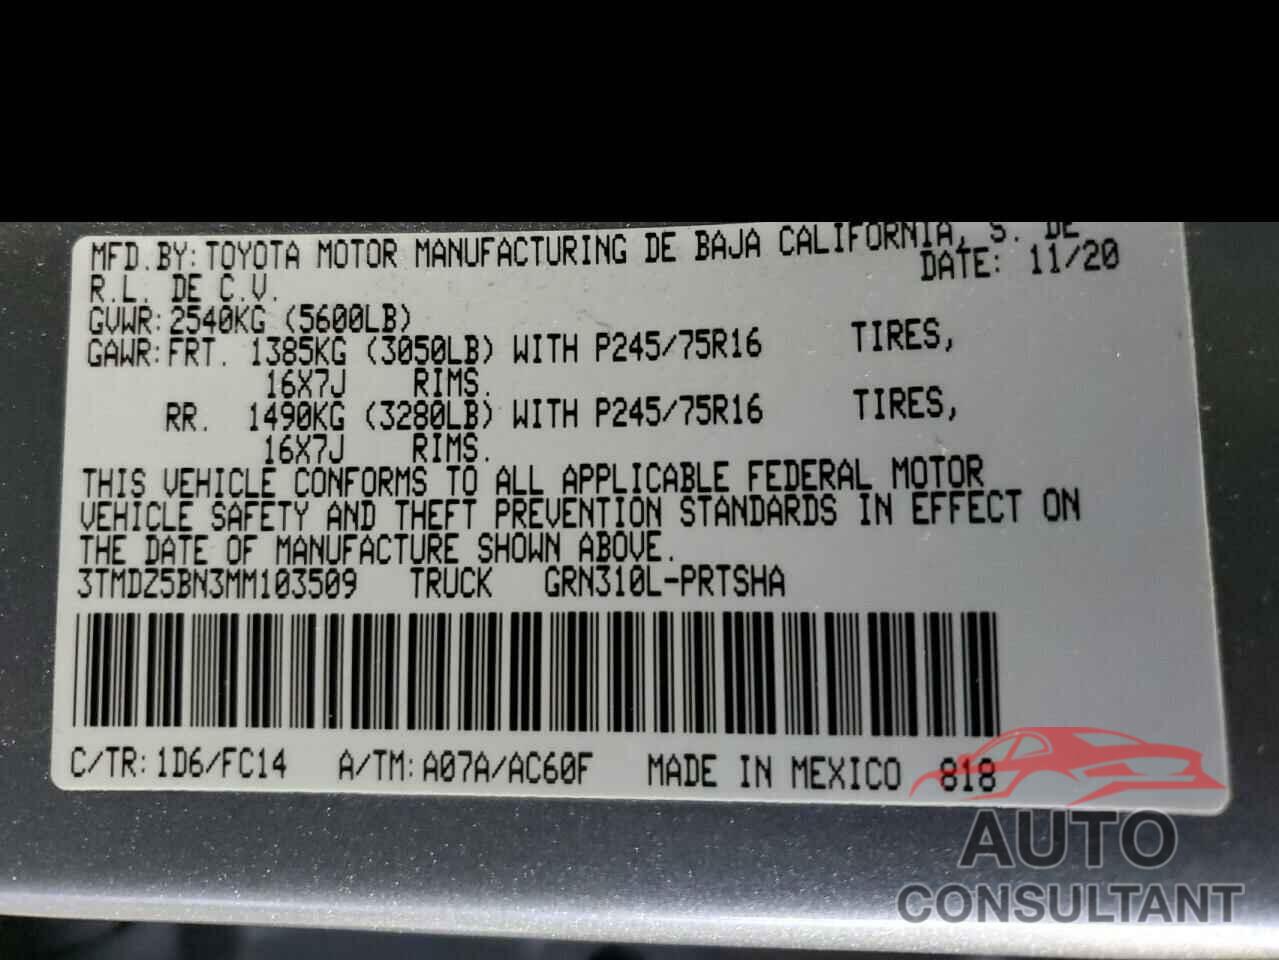 MFD.BY: TOYOTA MOTOR MANUFACTURING DE BAJA CALIFORNIA, S. DE
R.L. DE C.V. DATE: 11/20
GVWR: 2540KG (5600LB)
GAWR: FRT. 1385KG (3050LB) WITH P245/75R16 TIRES,
16X7J RIMS.
RR. 1490KG (3280LB) WITH P245/75R16 TIRES,
16X7J RIMS.
THIS VEHICLE CONFORMS TO ALL APPLICABLE FEDERAL MOTOR
VEHICLE SAFETY AND THEFT PREVENTION STANDARDS IN EFFECT ON
THE DATE OF MANUFACTURE SHOWN ABOVE.
3TMDZ5BN3MM103509 TRUCK GRN310L-PRTSHA
C/TR: 1D6/FC14 A/TM: A07A/AC60F MADE IN MEXICO 818
AUTO
CONSULTANT